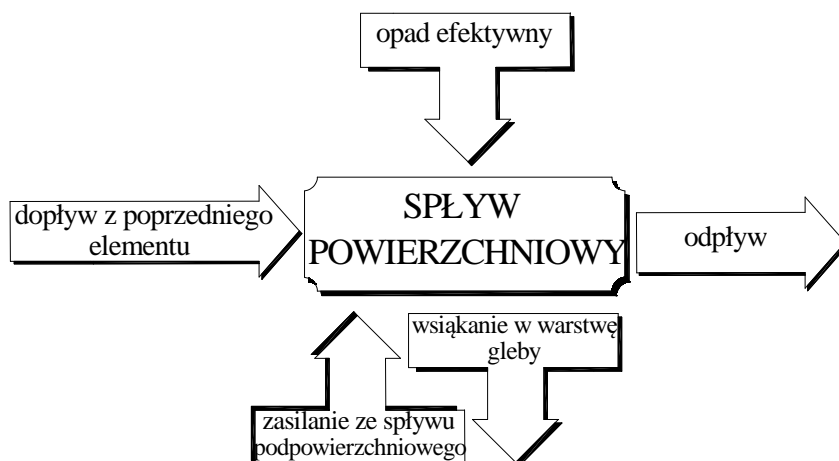 opad efektywny
dopływ z poprzedniego
elementu
SPŁYW
POWIERZCHNIOWY
odpływ
wsiąkanie w warstwę
gleby
zasilanie ze spływu
podpowierzchniowego